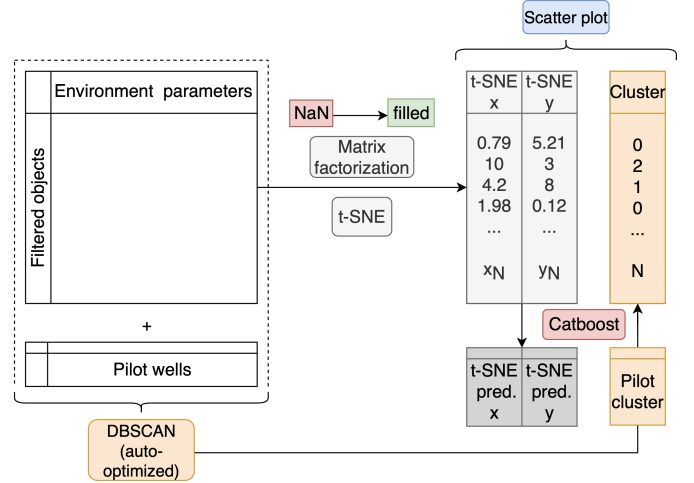 Scatter plot
Environment parameters
Filtered objects
+
Pilot wells
DBSCAN
(auto-
optimized)
NaN
filled
Matrix
factorization
t-SNE
t-SNE t-SNE
x y
0.79 5.21
10 3
4.2 8
1.98 0.12
... ...
xN yN
Cluster
0
2
1
0
...
N
Catboost
t-SNE t-SNE
pred. pred.
x y
Pilot
cluster